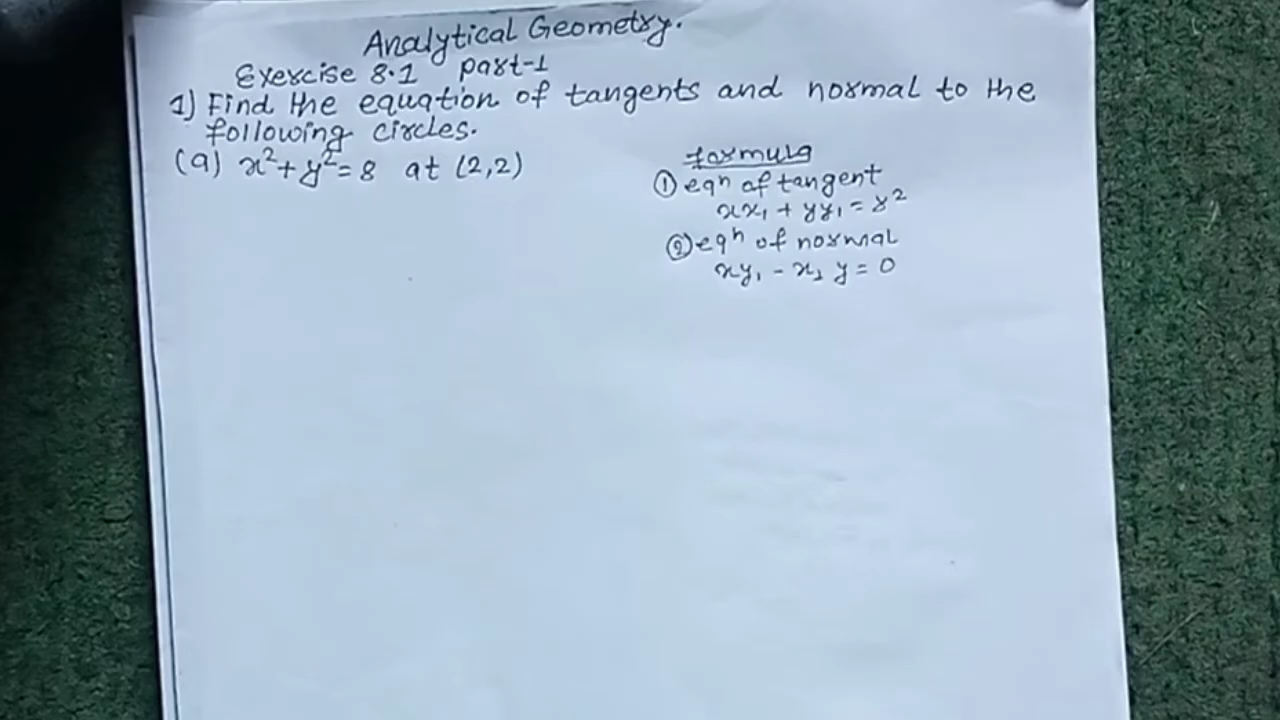 Analytical Geometry.
Exercise 8.1 part-1
1) Find the equation of tangents and normal to the
following circles.
(a) x²+y²=8 at (2,2)
formula
① eqⁿ of tangent
xx₁ + yy₁ = r²
② eqⁿ of normal
xy₁ - x₁ y = 0